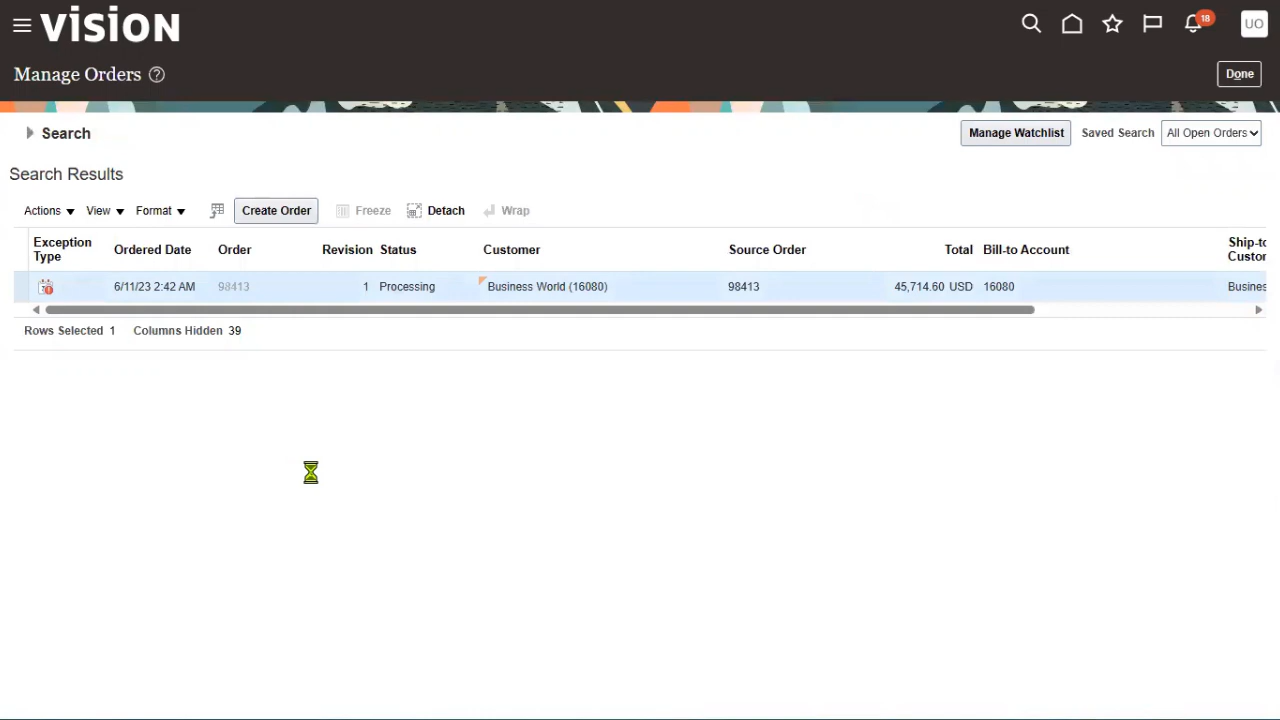 vision
18
UO
Manage Orders ?
Done
Search
Manage Watchlist
Saved Search
All Open Orders
Search Results
Actions
View
Format
Create Order
Freeze
Detach
Wrap
Exception Type
Ordered Date
Order
Revision
Status
Customer
Source Order
Total
Bill-to Account
Ship-to Custom
6/11/23 2:42 AM
98413
1
Processing
Business World (16080)
98413
45,714.60 USD
16080
Busines
Rows Selected 1
Columns Hidden 39